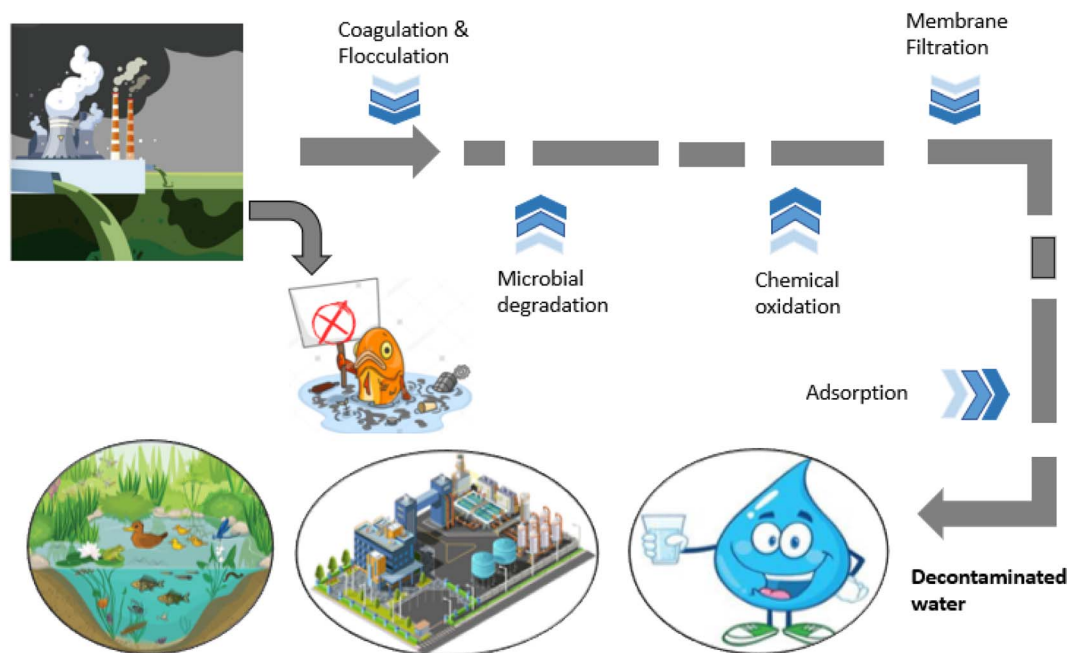 Coagulation &
Flocculation
Membrane
Filtration
Microbial
degradation
Chemical
oxidation
Adsorption
Decontaminated
water